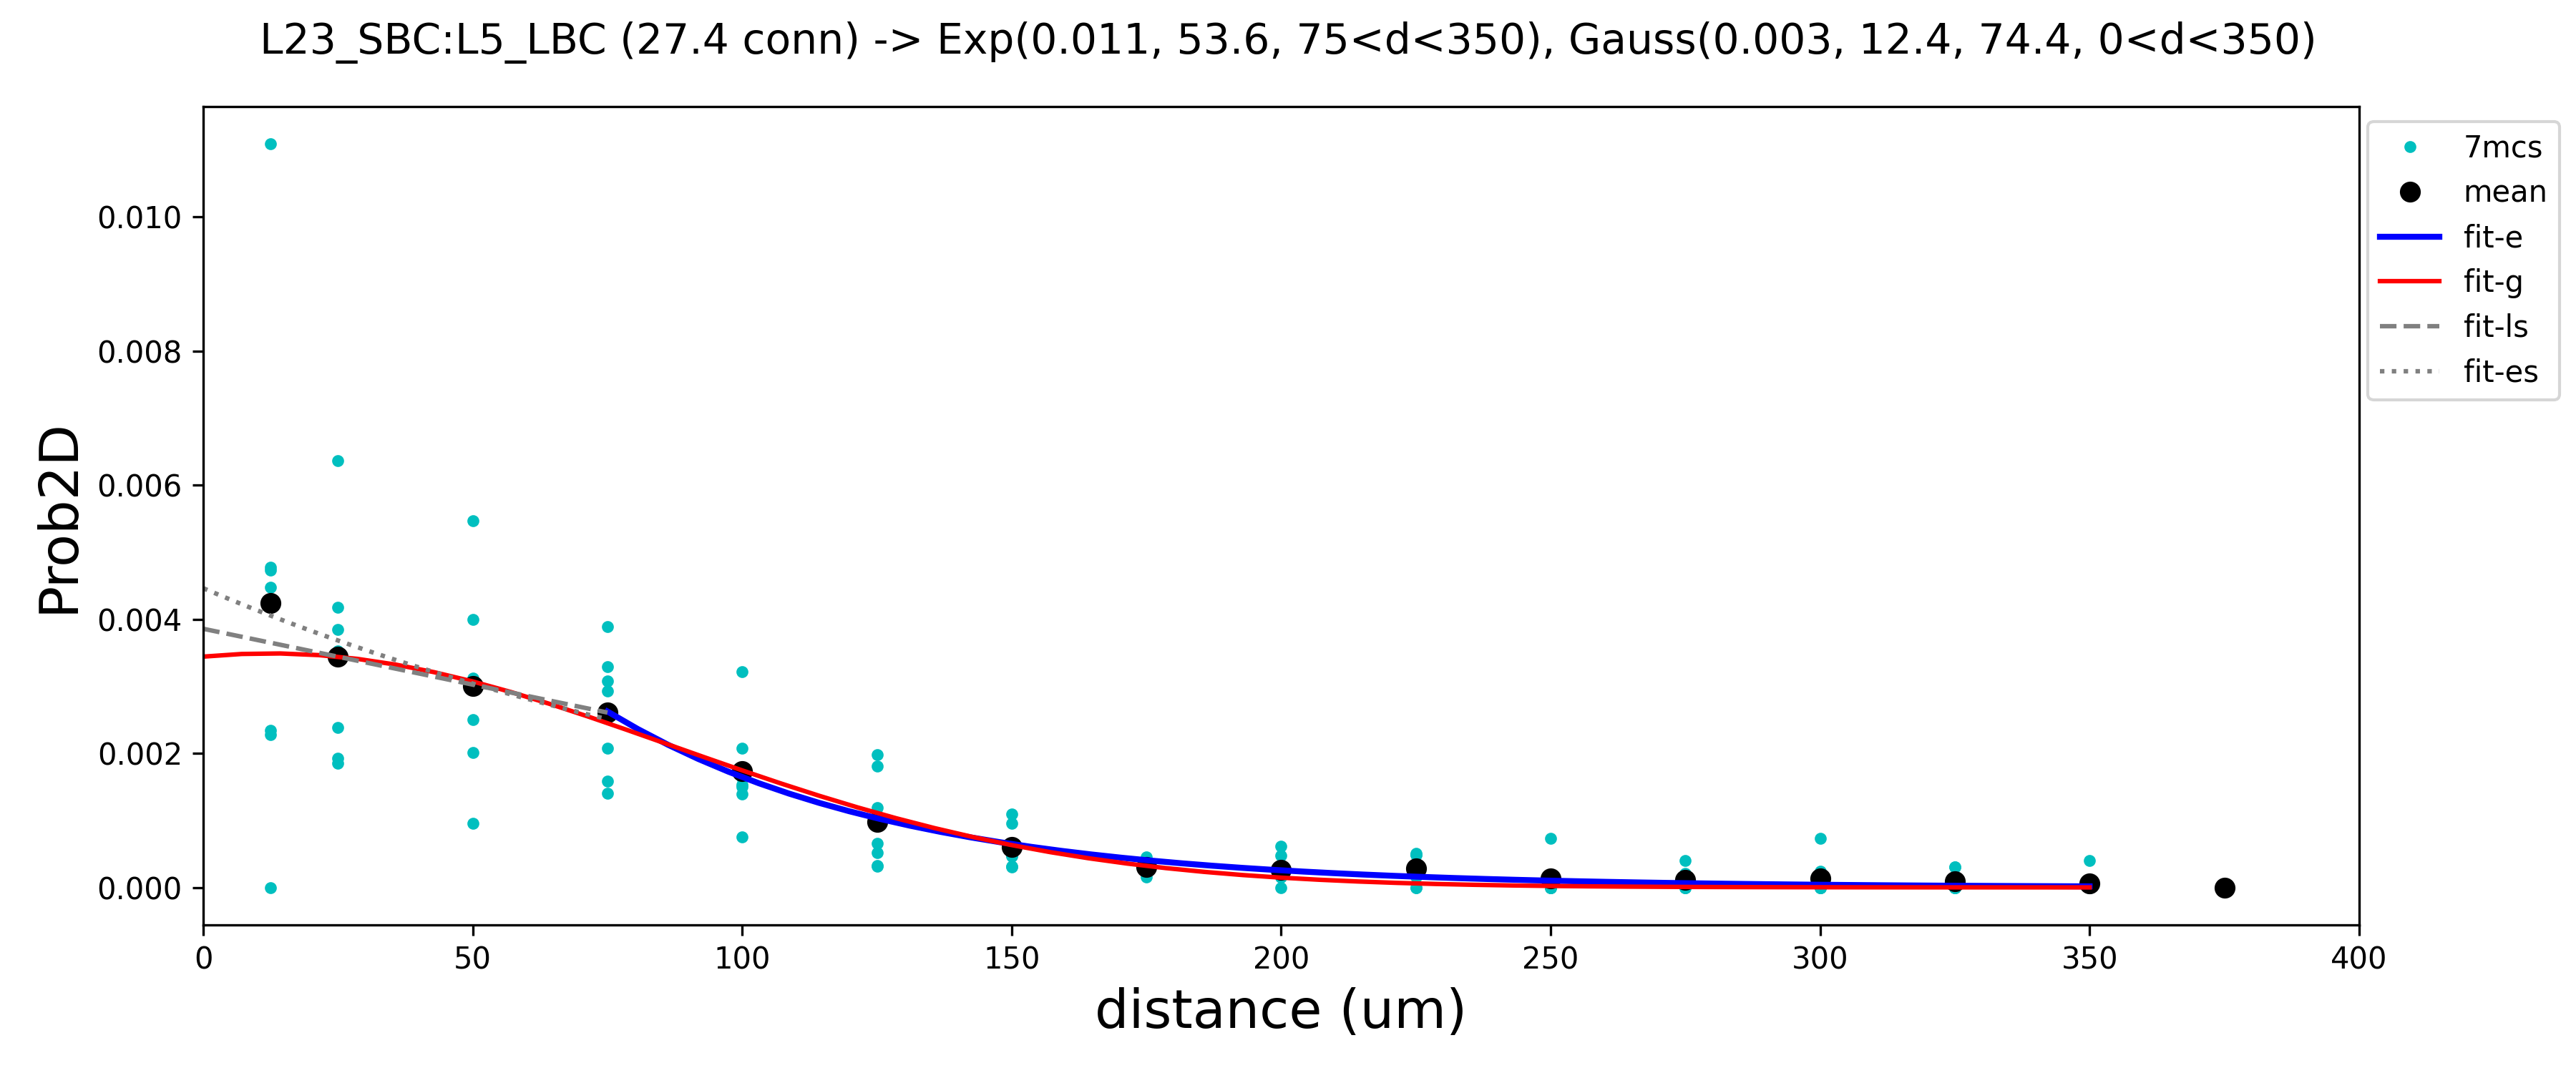 L23_SBC:L5_LBC (27.4 conn) -> Exp(0.011, 53.6, 75<d<350), Gauss(0.003, 12.4, 74.4, 0<d<350)
7mcs
mean
fit-e
fit-g
fit-ls
fit-es
Prob2D
0.010
0.008
0.006
0.004
0.002
0.000
0 50 100 150 200 250 300 350 400
distance (um)